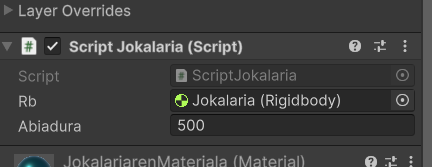 Layer Overrides
Script Jokalaria (Script)
Script ScriptJokalaria
Rb Jokalaria (Rigidbody)
Abiadura 500
JokalariarenMateriala (Material)